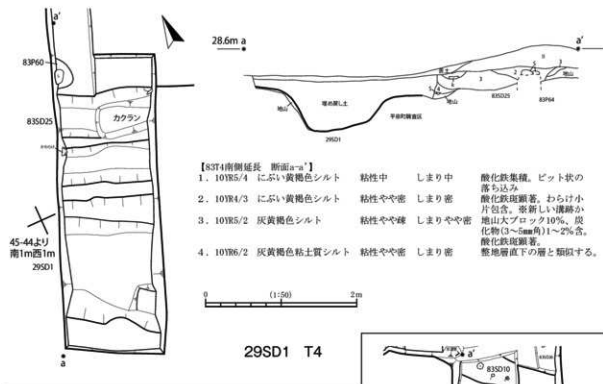 a'
83P60
83SD25
カクラン
45-44より
南1m西1m
29SD1
a
28.6m a
a'
地山
埋め戻し土
29SD1
平泉町調査区
地山
83SD25
83P64
地山
【83T4南側延長 断面a-a'】
1. 10YR5/4 にぶい黄褐色シルト 粘性中 しまり中 酸化鉄集積。ピット状の
落ち込み
2. 10YR4/3 にぶい黄褐色シルト 粘性やや密 しまり密 酸化鉄斑顕著。わらけ小
片包含。※新しい溝跡か
3. 10YR5/2 灰黄褐色シルト 粘性やや疎 しまりやや密 地山大ブロック10%、炭
化物(3~5mm角)1~2%含。
酸化鉄斑顕著。
4. 10YR6/2 灰黄褐色粘土質シルト 粘性やや密 しまり密 整地層直下の層と類似する。
0 (1:50) 2m
29SD1 T4
a'
83SD10